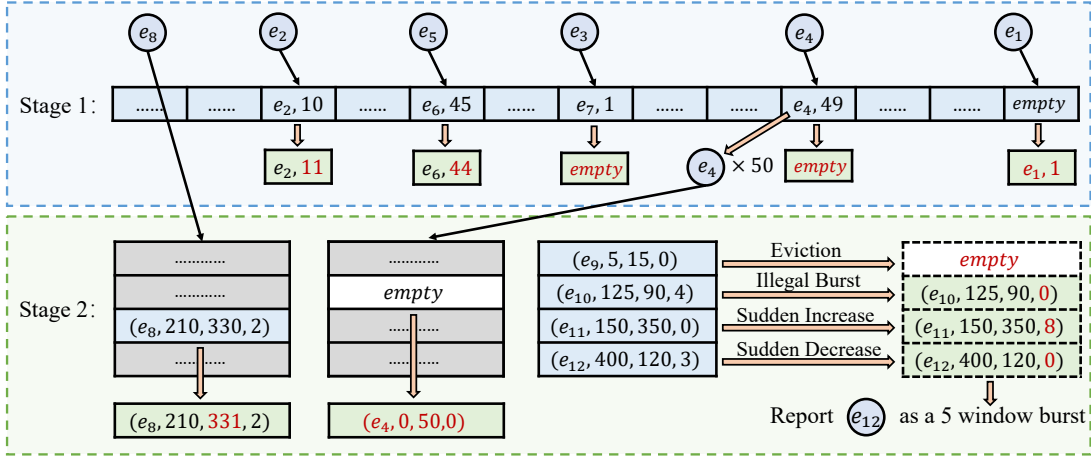 e8 e2 e5 e3 e4 e1
Stage 1: ...... ...... e2, 10 ...... e6, 45 ...... e7, 1 ...... ...... e4, 49 ...... ...... empty
e2, 11 e6, 44 empty e4 × 50 empty e1, 1
Stage 2:
............
............
(e8, 210, 330, 2)
............
(e8, 210, 331, 2)
............
empty
............
............
(e4, 0, 50, 0)
(e9, 5, 15, 0) Eviction empty
(e10, 125, 90, 4) Illegal Burst (e10, 125, 90, 0)
(e11, 150, 350, 0) Sudden Increase (e11, 150, 350, 8)
(e12, 400, 120, 3) Sudden Decrease (e12, 400, 120, 0)
Report e12 as a 5 window burst